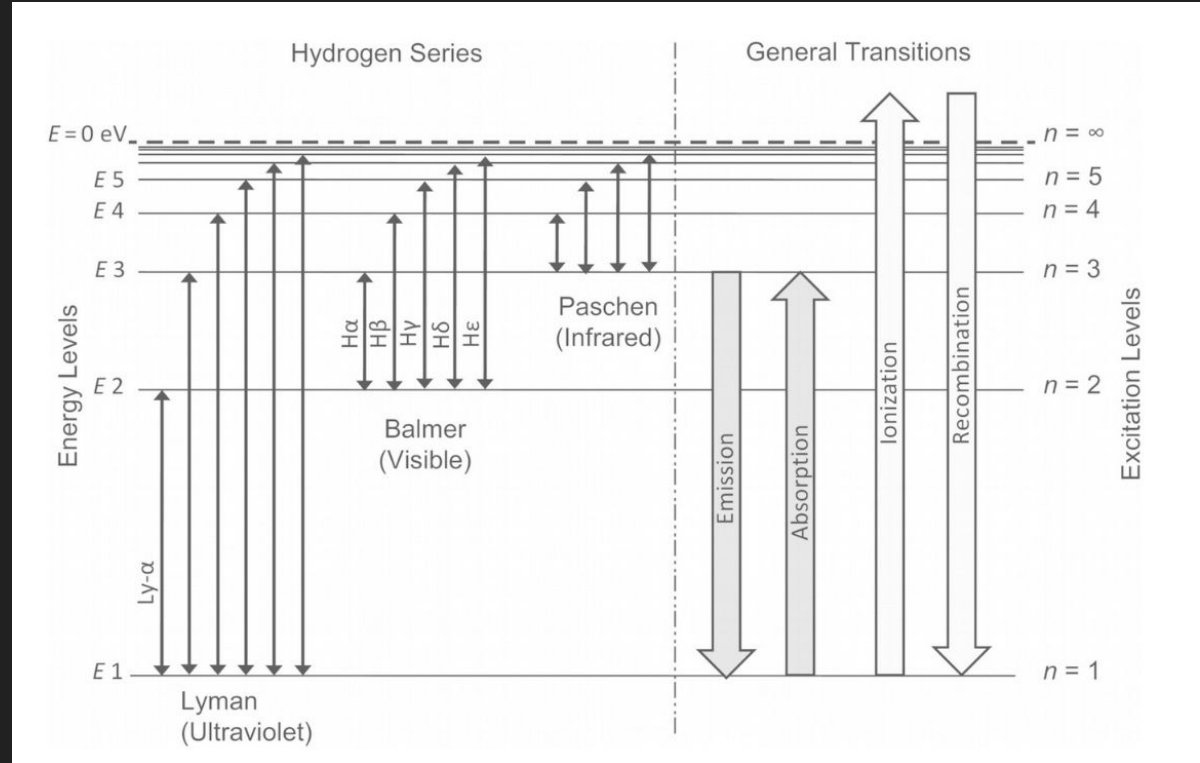 Hydrogen Series
General Transitions
E = 0 eV
E 5
E 4
E 3
E 2
E 1
Energy Levels
Ly-α
Lyman
(Ultraviolet)
Hα
Hβ
Hγ
Hδ
Hε
Balmer
(Visible)
Paschen
(Infrared)
Emission
Absorption
Ionization
Recombination
n = ∞
n = 5
n = 4
n = 3
n = 2
n = 1
Excitation Levels